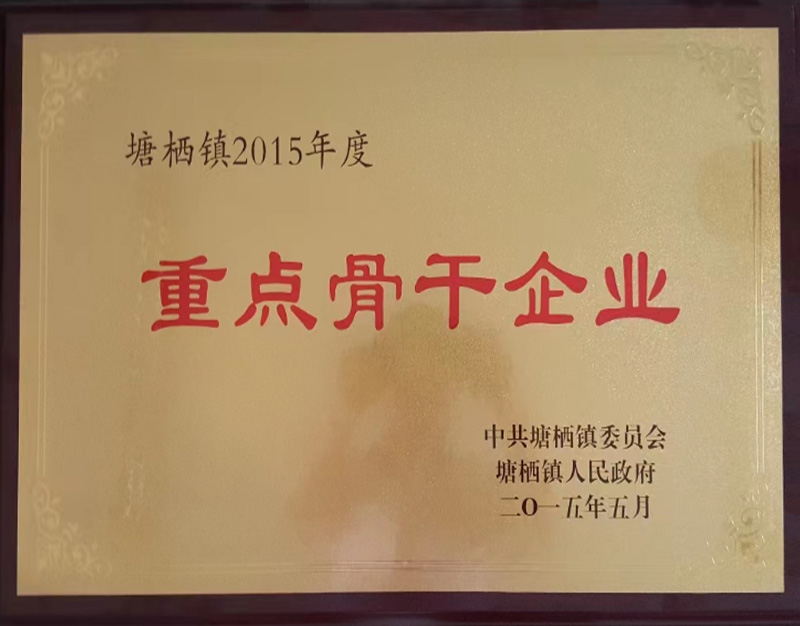 塘栖镇2015年度
重点骨干企业
中共塘栖镇委员会
塘栖镇人民政府
二O一五年五月